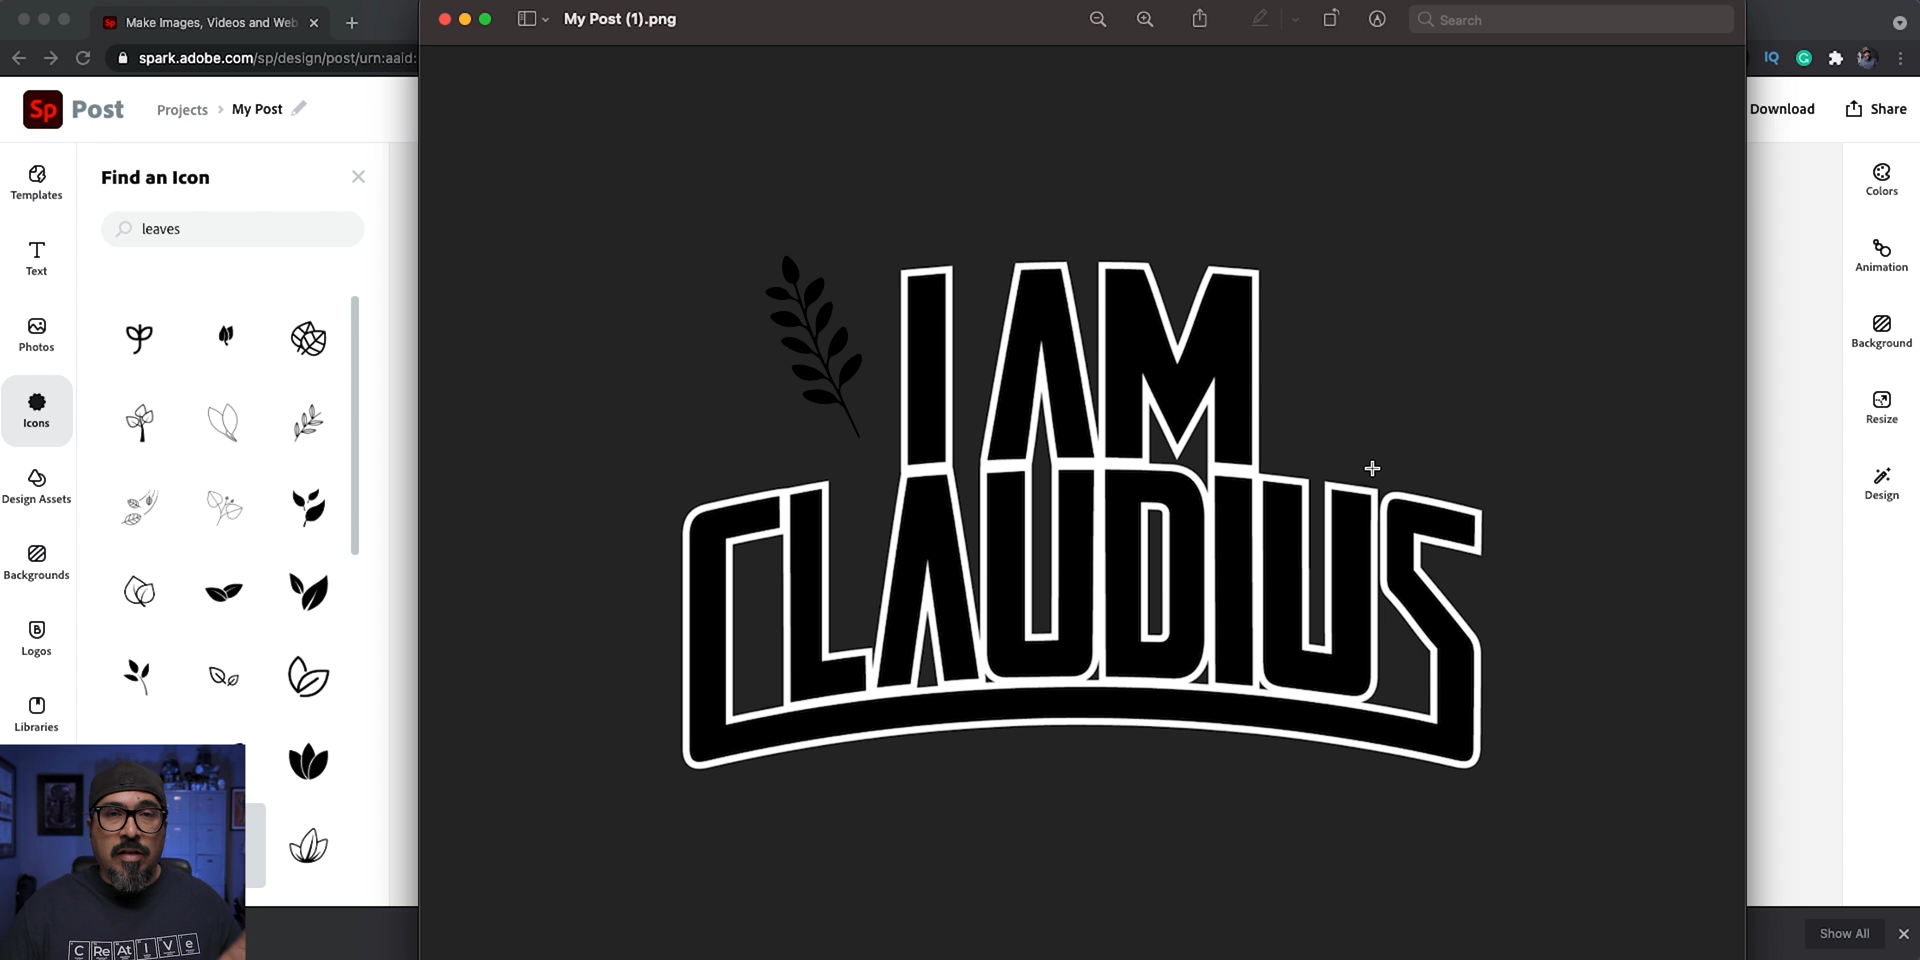 Make Images, Videos and Web
My Post (1).png
Search
spark.adobe.com/sp/design/post/urn:aaid:
IQ
Sp Post
Projects > My Post
Download
Share
Find an Icon
leaves
Templates
Text
Photos
Icons
Design Assets
Backgrounds
Logos
Libraries
I AM
CLAUDIUS
Colors
Animation
Background
Resize
Design
CReAtIVe
Show All